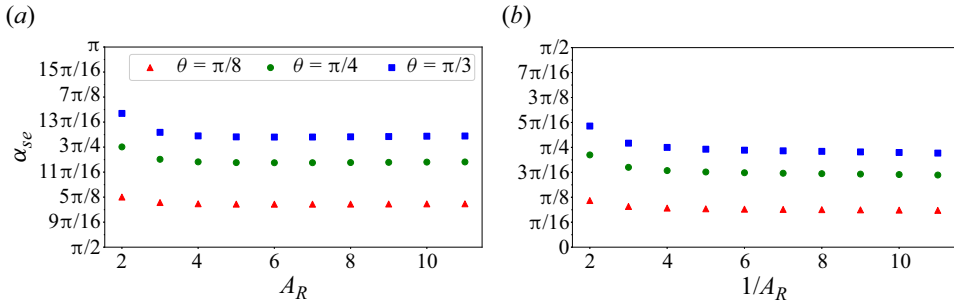 (a)
π
15π/16
7π/8
13π/16
3π/4
11π/16
5π/8
9π/16
π/2
α_se
θ = π/8 θ = π/4 θ = π/3
2 4 6 8 10
A_R
(b)
π/2
7π/16
3π/8
5π/16
π/4
3π/16
π/8
π/16
0
2 4 6 8 10
1/A_R